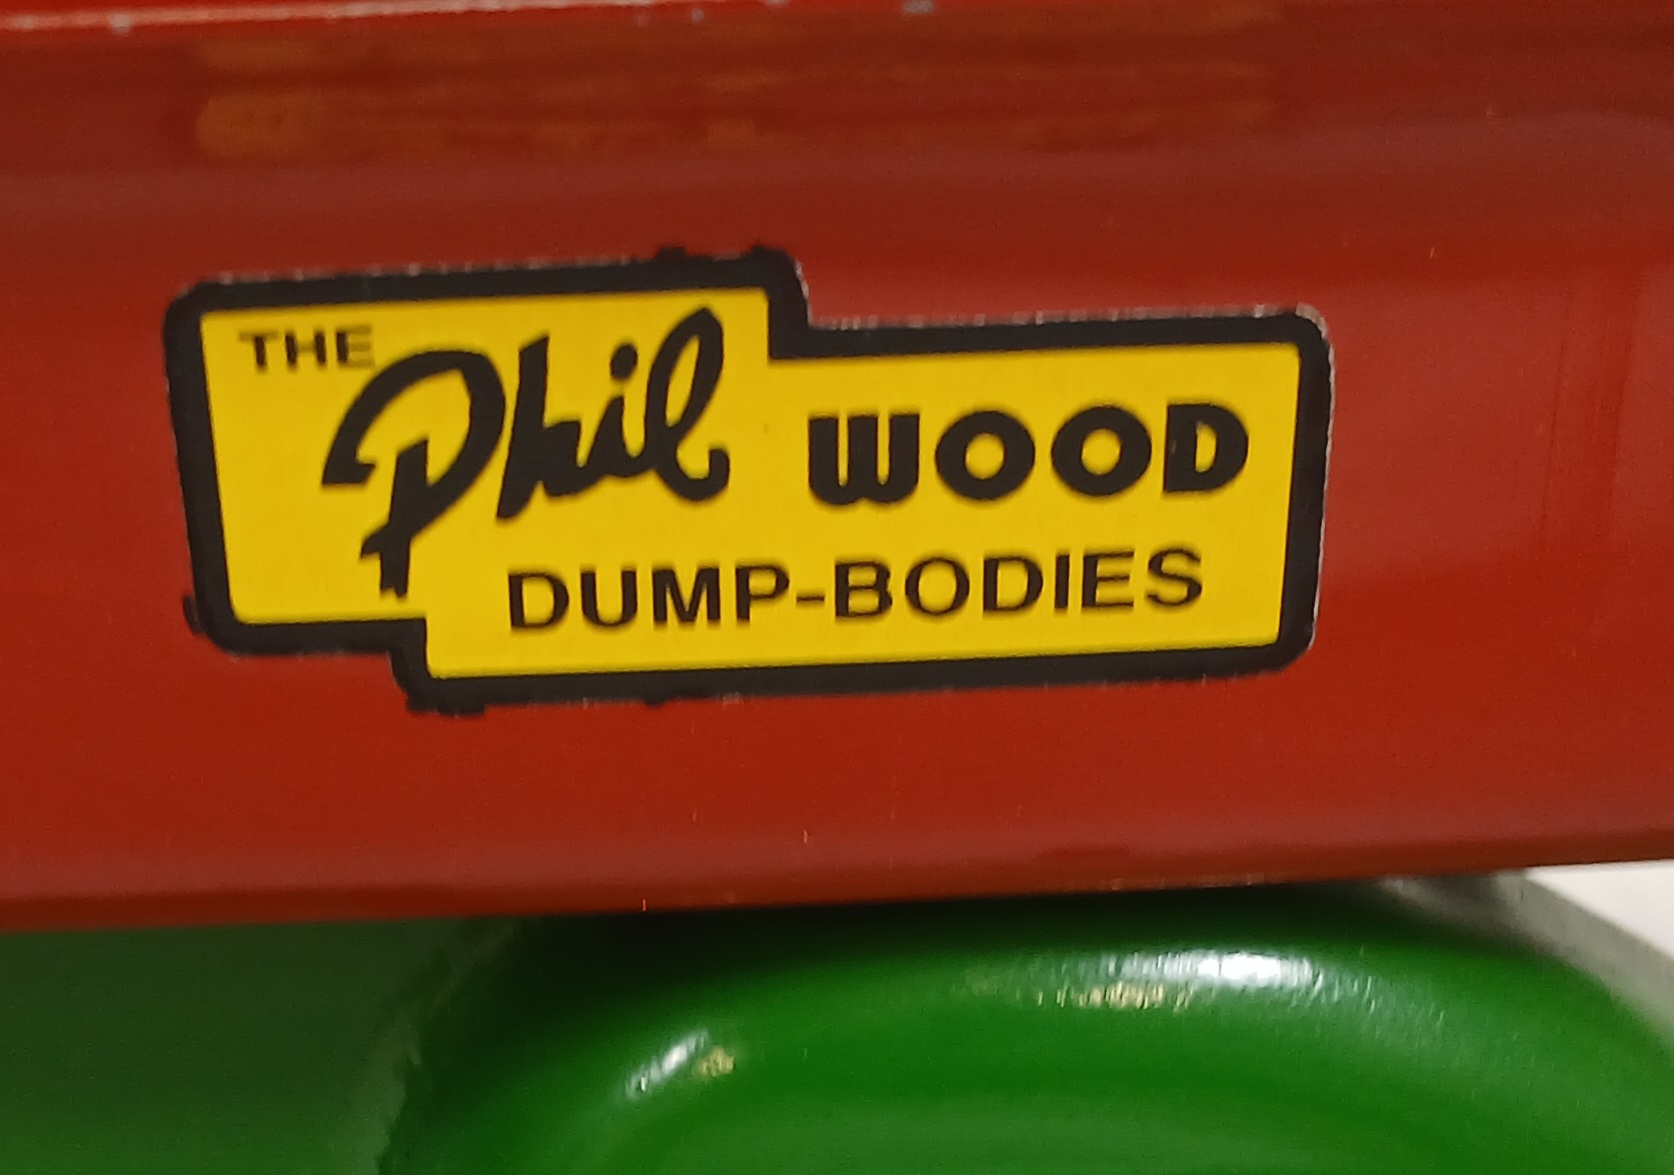 THE
Phil WOOD
DUMP-BODIES